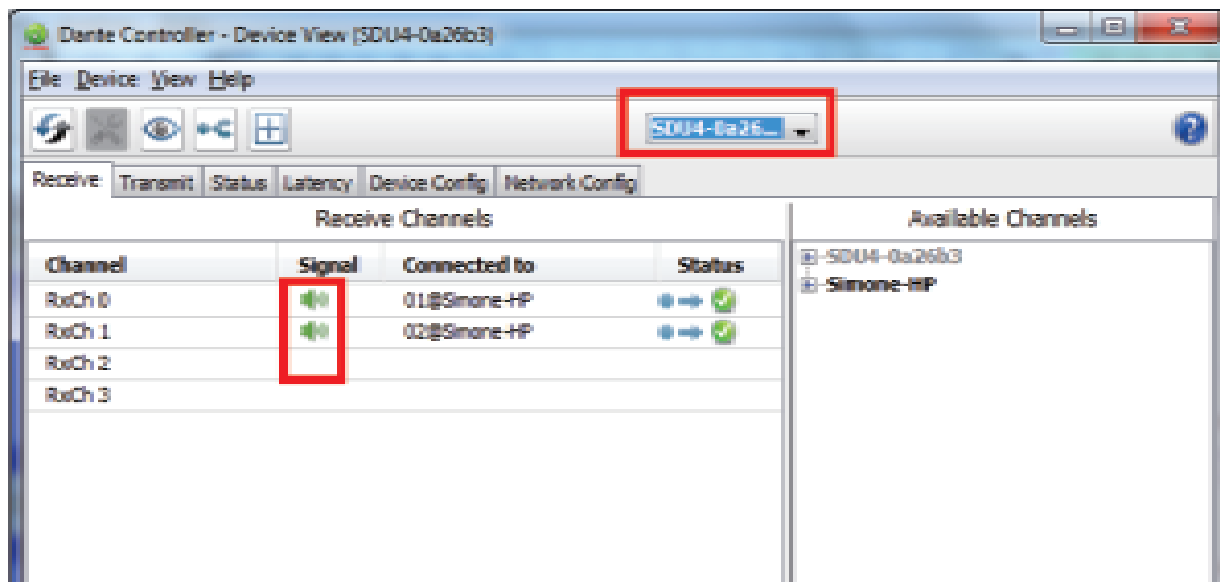 Dante Controller - Device View (SDU4-0a26b3)
File Device View Help
SDU4-0a26...
Receive Transmit Status Latency Device Config Network Config
Receive Channels
Available Channels
Channel Signal Connected to Status
SDU4-0a26b3
RxCh 0 01@Simone-HP
Simone-HP
RxCh 1 02@Simone-HP
RxCh 2
RxCh 3